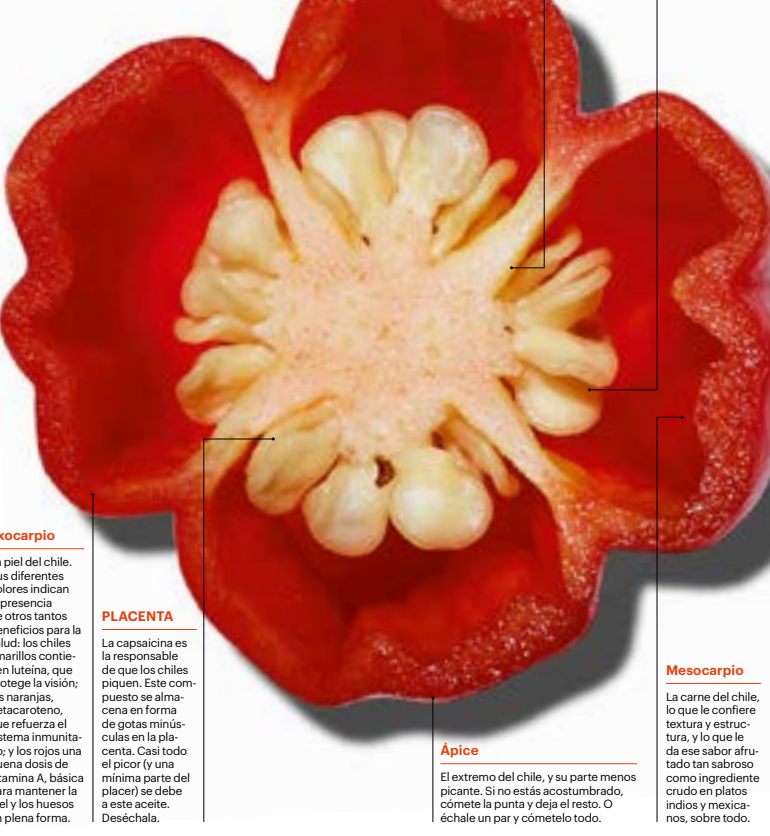 xocarpio
piel del chile.
us diferentes
olores indican
presencia
e otros tantos
eneficios para la
lud: los chiles
marillos contie-
en luteína, que
otege la visión;
s naranjas,
etacaroteno,
ue refuerza el
stema inmunita-
o; y los rojos una
uena dosis de
tamina A, básica
ara mantener la
el y los huesos
n plena forma.
PLACENTA
La capsaicina es
la responsable
de que los chiles
piquen. Este com-
puesto se alma-
cena en forma
de gotas minús-
culas en la pla-
centa. Casi todo
el picor (y una
mínima parte del
placer) se debe
a este aceite.
Deséchala.
Ápice
El extremo del chile, y su parte menos
picante. Si no estás acostumbrado,
cómete la punta y deja el resto. O
échale un par y cómetelo todo.
Mesocarpio
La carne del chile,
lo que le confiere
textura y estruc-
tura, y lo que le
da ese sabor afru-
tado tan sabroso
como ingrediente
crudo en platos
indios y mexica-
nos, sobre todo.